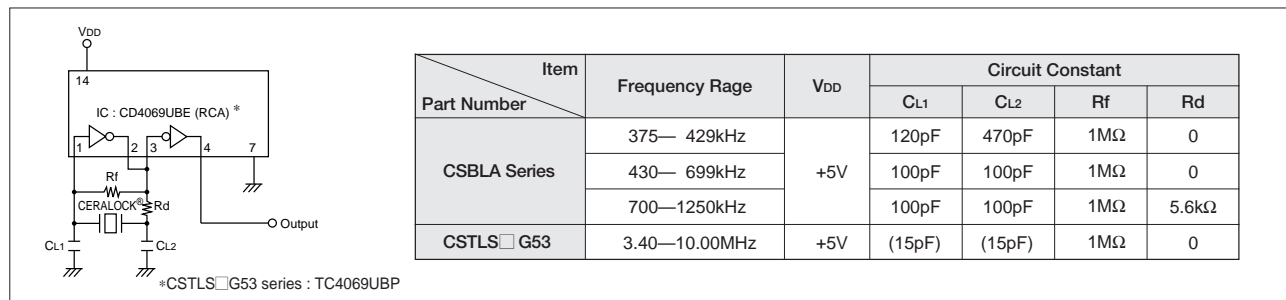 VDD
14
IC : CD4069UBE (RCA) *
1 2 3 4 7
Rf
CERALOCK® Rd
Output
CL1 CL2
*CSTLS□G53 series : TC4069UBP
Item
Part Number
Frequency Rage
VDD
Circuit Constant
CL1 CL2 Rf Rd
CSBLA Series
375— 429kHz 120pF 470pF 1MΩ 0
430— 699kHz +5V 100pF 100pF 1MΩ 0
700—1250kHz 100pF 100pF 1MΩ 5.6kΩ
CSTLS□ G53 3.40—10.00MHz +5V (15pF) (15pF) 1MΩ 0